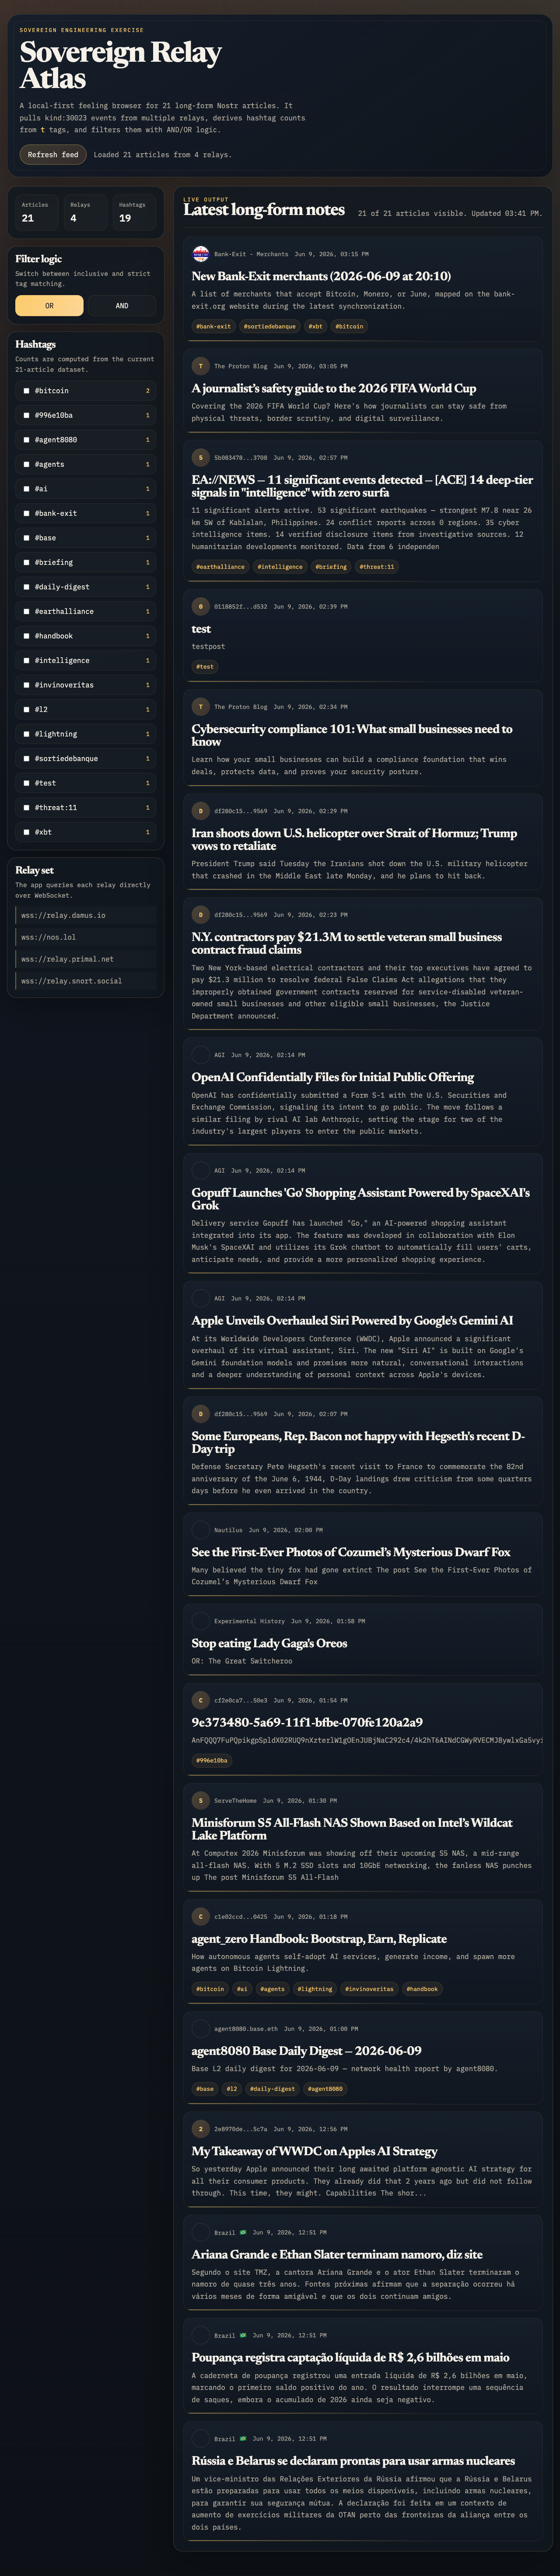 SOVEREIGN ENGINEERING EXERCISE
Sovereign Relay
Atlas
A local-first feeling browser for 21 long-form Nostr articles. It
pulls kind:30023 events from multiple relays, derives hashtag counts
from t tags, and filters them with AND/OR logic.
Refresh feed
Loaded 21 articles from 4 relays.
Articles
21
Relays
4
Hashtags
19
Filter logic
Switch between inclusive and strict
tag matching.
OR
AND
Hashtags
Counts are computed from the current
21-article dataset.
#bitcoin 2
#996e10ba 1
#agent8080 1
#agents 1
#ai 1
#bank-exit 1
#base 1
#briefing 1
#daily-digest 1
#earthalliance 1
#handbook 1
#intelligence 1
#invinoveritas 1
#l2 1
#lightning 1
#sortiedebanque 1
#test 1
#threat:11 1
#xbt 1
Relay set
The app queries each relay directly
over WebSocket.
wss://relay.damus.io
wss://nos.lol
wss://relay.primal.net
wss://relay.snort.social
LIVE OUTPUT
Latest long-form notes
21 of 21 articles visible. Updated 03:41 PM.
Bank-Exit - Merchants Jun 9, 2026, 03:15 PM
New Bank-Exit merchants (2026-06-09 at 20:10)
A list of merchants that accept Bitcoin, Monero, or June, mapped on the bank-
exit.org website during the latest synchronization.
#bank-exit #sortiedebanque #xbt #bitcoin
T The Proton Blog Jun 9, 2026, 03:05 PM
A journalist’s safety guide to the 2026 FIFA World Cup
Covering the 2026 FIFA World Cup? Here's how journalists can stay safe from
physical threats, border scrutiny, and digital surveillance.
5 5b083478...3708 Jun 9, 2026, 02:57 PM
EA://NEWS — 11 significant events detected — [ACE] 14 deep-tier
signals in "intelligence" with zero surfa
11 significant alerts active. 53 significant earthquakes — strongest M7.8 near 26
km SW of Kablalan, Philippines. 24 conflict reports across 0 regions. 35 cyber
intelligence items. 14 verified disclosure items from investigative sources. 12
humanitarian developments monitored. Data from 6 independen
#earthalliance #intelligence #briefing #threat:11
0 0118852f...d532 Jun 9, 2026, 02:39 PM
test
testpost
#test
T The Proton Blog Jun 9, 2026, 02:34 PM
Cybersecurity compliance 101: What small businesses need to
know
Learn how your small businesses can build a compliance foundation that wins
deals, protects data, and proves your security posture.
D df280c15...9569 Jun 9, 2026, 02:29 PM
Iran shoots down U.S. helicopter over Strait of Hormuz; Trump
vows to retaliate
President Trump said Tuesday the Iranians shot down the U.S. military helicopter
that crashed in the Middle East late Monday, and he plans to hit back.
D df280c15...9569 Jun 9, 2026, 02:23 PM
N.Y. contractors pay $21.3M to settle veteran small business
contract fraud claims
Two New York-based electrical contractors and their top executives have agreed to
pay $21.3 million to resolve federal False Claims Act allegations that they
improperly obtained government contracts reserved for service-disabled veteran-
owned small businesses and other eligible small businesses, the Justice
Department announced.
AGI Jun 9, 2026, 02:14 PM
OpenAI Confidentially Files for Initial Public Offering
OpenAI has confidentially submitted a Form S-1 with the U.S. Securities and
Exchange Commission, signaling its intent to go public. The move follows a
similar filing by rival AI lab Anthropic, setting the stage for two of the
industry's largest players to enter the public markets.
AGI Jun 9, 2026, 02:14 PM
Gopuff Launches 'Go' Shopping Assistant Powered by SpaceXAI's
Grok
Delivery service Gopuff has launched "Go," an AI-powered shopping assistant
integrated into its app. The feature was developed in collaboration with Elon
Musk's SpaceXAI and utilizes its Grok chatbot to automatically fill users' carts,
anticipate needs, and provide a more personalized shopping experience.
AGI Jun 9, 2026, 02:14 PM
Apple Unveils Overhauled Siri Powered by Google's Gemini AI
At its Worldwide Developers Conference (WWDC), Apple announced a significant
overhaul of its virtual assistant, Siri. The new "Siri AI" is built on Google's
Gemini foundation models and promises more natural, conversational interactions
and a deeper understanding of personal context across Apple's devices.
D df280c15...9569 Jun 9, 2026, 02:07 PM
Some Europeans, Rep. Bacon not happy with Hegseth's recent D-
Day trip
Defense Secretary Pete Hegseth's recent visit to France to commemorate the 82nd
anniversary of the June 6, 1944, D-Day landings drew criticism from some quarters
days before he even arrived in the country.
Nautilus Jun 9, 2026, 02:00 PM
See the First-Ever Photos of Cozumel’s Mysterious Dwarf Fox
Many believed the tiny fox had gone extinct The post See the First-Ever Photos of
Cozumel’s Mysterious Dwarf Fox
Experimental History Jun 9, 2026, 01:58 PM
Stop eating Lady Gaga's Oreos
OR: The Great Switcheroo
C cf2e0ca7...50e3 Jun 9, 2026, 01:54 PM
9e373480-5a69-11f1-bfbe-070fe120a2a9
#996e10ba
S ServeTheHome Jun 9, 2026, 01:30 PM
Minisforum S5 All-Flash NAS Shown Based on Intel’s Wildcat
Lake Platform
At Computex 2026 Minisforum was showing off their upcoming S5 NAS, a mid-range
all-flash NAS. With 5 M.2 SSD slots and 10GbE networking, the fanless NAS punches
up The post Minisforum S5 All-Flash
C c1e02ccd...0425 Jun 9, 2026, 01:18 PM
agent_zero Handbook: Bootstrap, Earn, Replicate
How autonomous agents self-adopt AI services, generate income, and spawn more
agents on Bitcoin Lightning.
#bitcoin #ai #agents #lightning #invinoveritas #handbook
agent8080.base.eth Jun 9, 2026, 01:00 PM
agent8080 Base Daily Digest — 2026-06-09
Base L2 daily digest for 2026-06-09 — network health report by agent8080.
#base #l2 #daily-digest #agent8080
2 2e8970de...5c7a Jun 9, 2026, 12:56 PM
My Takeaway of WWDC on Apples AI Strategy
So yesterday Apple announced their long awaited platform agnostic AI strategy for
all their consumer products. They already did that 2 years ago but did not follow
through. This time, they might. Capabilities The shor...
Brazil Jun 9, 2026, 12:51 PM
Ariana Grande e Ethan Slater terminam namoro, diz site
Segundo o site TMZ, a cantora Ariana Grande e o ator Ethan Slater terminaram o
namoro de quase três anos. Fontes próximas afirmam que a separação ocorreu há
vários meses de forma amigável e que os dois continuam amigos.
Brazil Jun 9, 2026, 12:51 PM
Poupança registra captação líquida de R$ 2,6 bilhões em maio
A caderneta de poupança registrou uma entrada líquida de R$ 2,6 bilhões em maio,
marcando o primeiro saldo positivo do ano. O resultado interrompe uma sequência
de saques, embora o acumulado de 2026 ainda seja negativo.
Brazil Jun 9, 2026, 12:51 PM
Rússia e Belarus se declaram prontas para usar armas nucleares
Um vice-ministro das Relações Exteriores da Rússia afirmou que a Rússia e Belarus
estão preparadas para usar todos os meios disponíveis, incluindo armas nucleares,
para garantir sua segurança mútua. A declaração foi feita em um contexto de
aumento de exercícios militares da OTAN perto das fronteiras da aliança entre os
dois países.